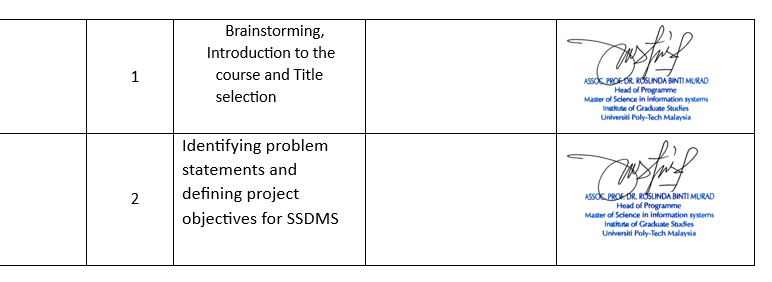 Brainstorming,
Introduction to the
1
course and Title
selection
ASSOC. PROF. DR. ROSLINDA BINTI MURAD
Head of Programme
Master of Science in information systems
Institute of Graduate Studies
Universiti Poly-Tech Malaysia
Identifying problem
statements and
2
defining project
objectives for SSDMS
ASSOC. PROF. DR. ROSLINDA BINTI MURAD
Head of Programme
Master of Science in information systems
Institute of Graduate Studies
Universiti Poly-Tech Malaysia